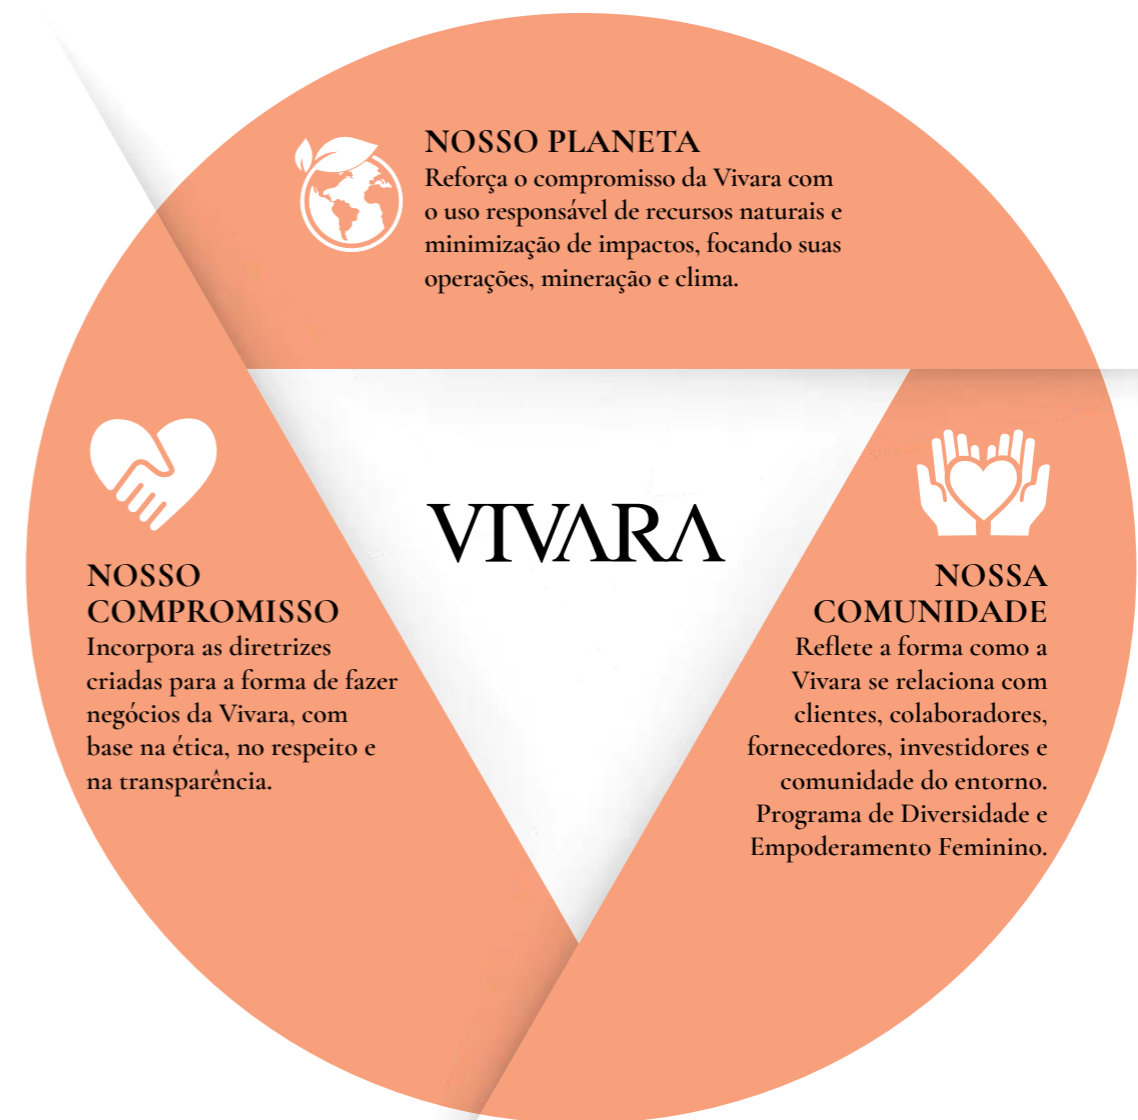 NOSSO PLANETA
Reforça o compromisso da Vivara com
o uso responsável de recursos naturais e
minimização de impactos, focando suas
operações, mineração e clima.
VIVARA
NOSSO
COMPROMISSO
Incorpora as diretrizes
criadas para a forma de fazer
negócios da Vivara, com
base na ética, no respeito e
na transparência.
NOSSA
COMUNIDADE
Reflete a forma como a
Vivara se relaciona com
clientes, colaboradores,
fornecedores, investidores e
comunidade do entorno.
Programa de Diversidade e
Empoderamento Feminino.